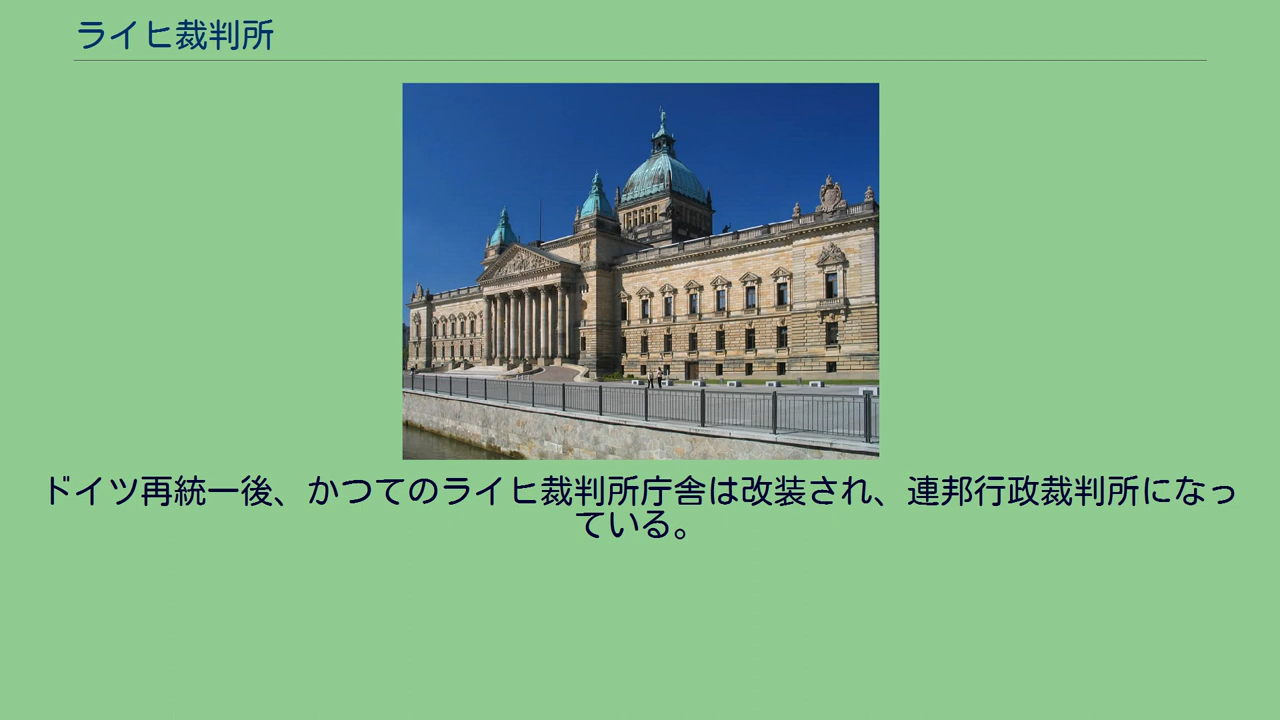 ライヒ裁判所
ドイツ再統一後、かつてのライヒ裁判所庁舎は改装され、連邦行政裁判所になっ
ている。